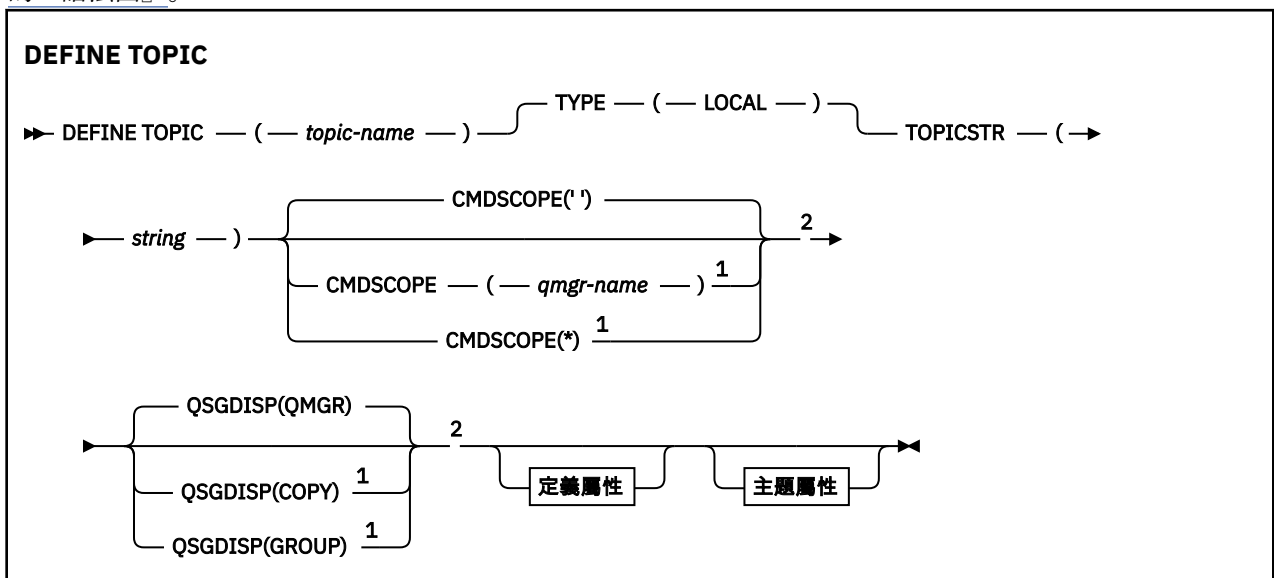 DEFINE TOPIC
TYPE ( LOCAL )
DEFINE TOPIC ( topic-name ) TOPICSTR (
CMDSCOPE(' ')
string ) 2
CMDSCOPE ( qmgr-name ) 1
CMDSCOPE(*) 1
QSGDISP(QMGR)
2
QSGDISP(COPY) 1 定義屬性 主題屬性
QSGDISP(GROUP) 1